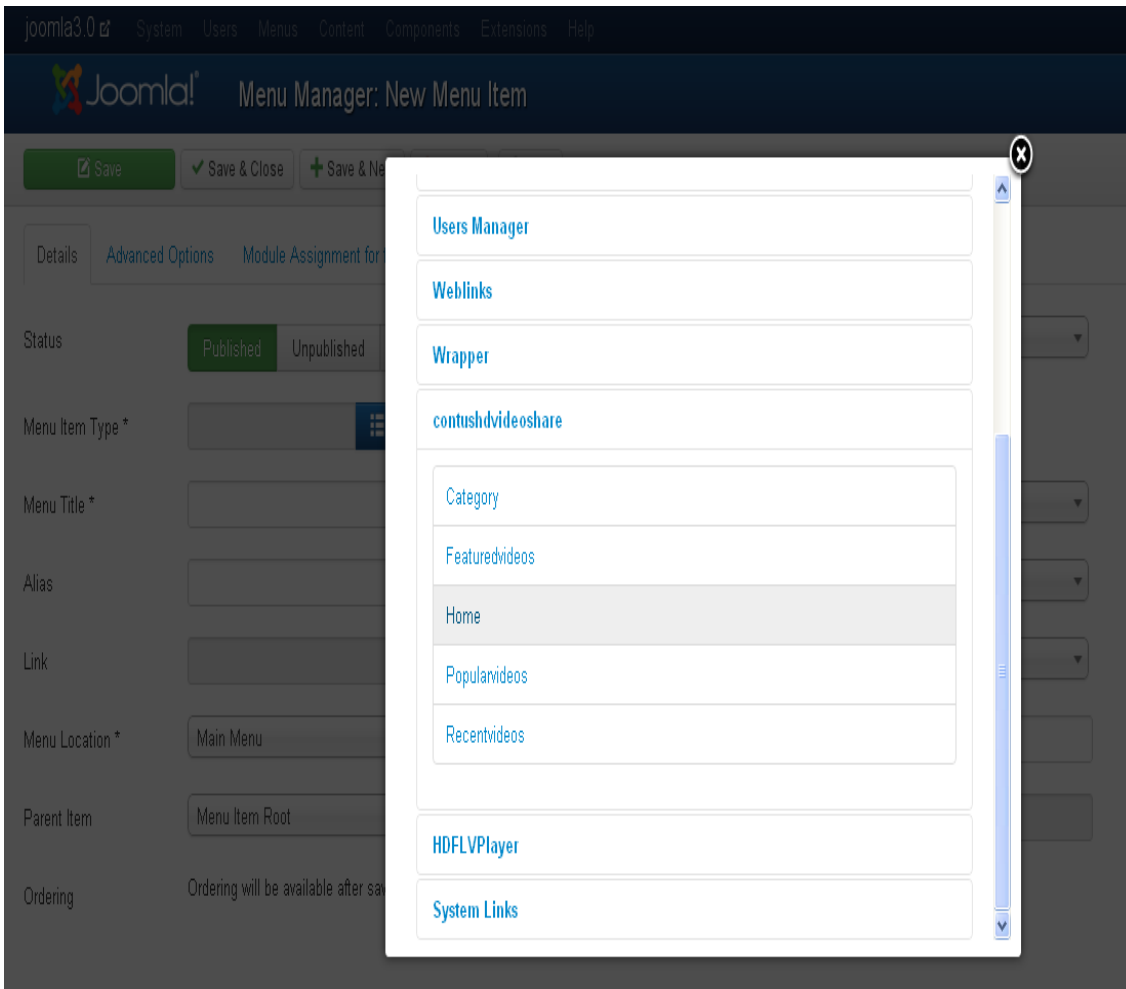 joomla3.0 System Users Menus Content Components Extensions Help
Joomla!® Menu Manager: New Menu Item
Save Save & Close Save & Ne
Details Advanced Options Module Assignment for
Users Manager
Weblinks
Wrapper
contushdvideoshare
Category
Featuredvideos
Home
Popularvideos
Recentvideos
HDFLVPlayer
System Links
Status Published Unpublished
Menu Item Type *
Menu Title *
Alias
Link
Menu Location * Main Menu
Parent Item Menu Item Root
Ordering Ordering will be available after sav